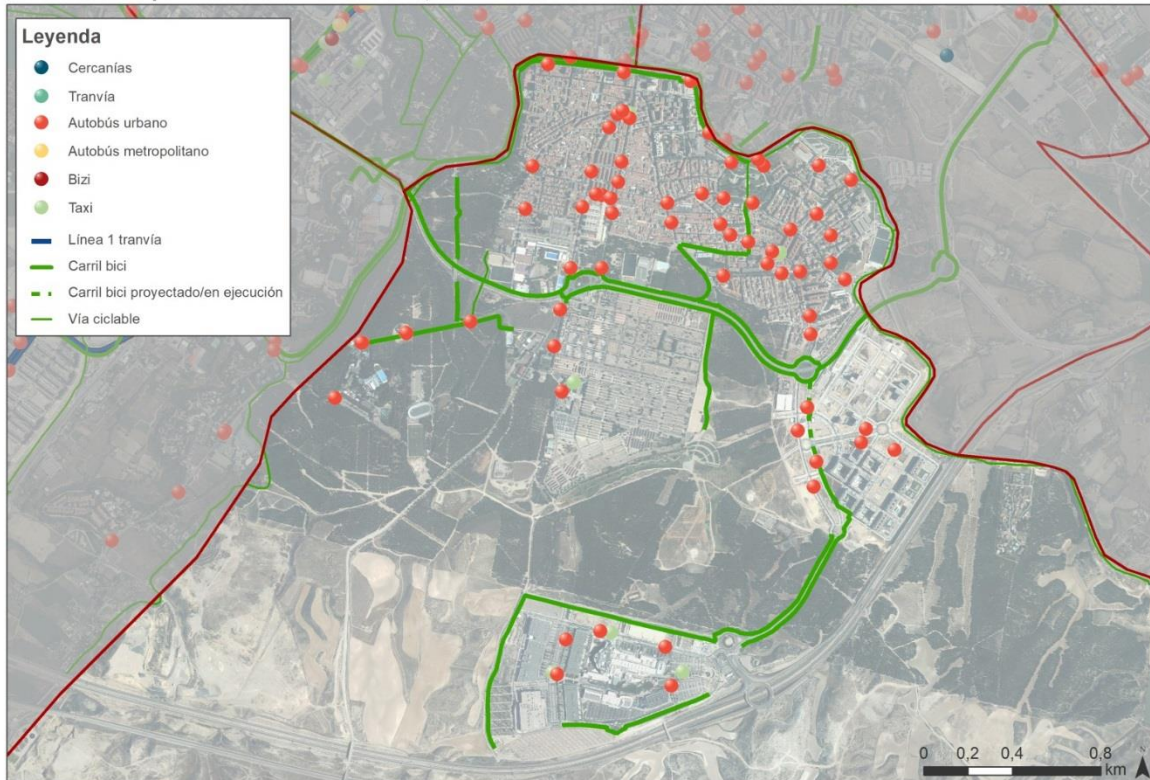 Leyenda
Cercanías
Tranvía
Autobús urbano
Autobús metropolitano
Bizi
Taxi
Línea 1 tranvía
Carril bici
Carril bici proyectado/en ejecución
Vía ciclable
0 0,2 0,4 0,8
km
N